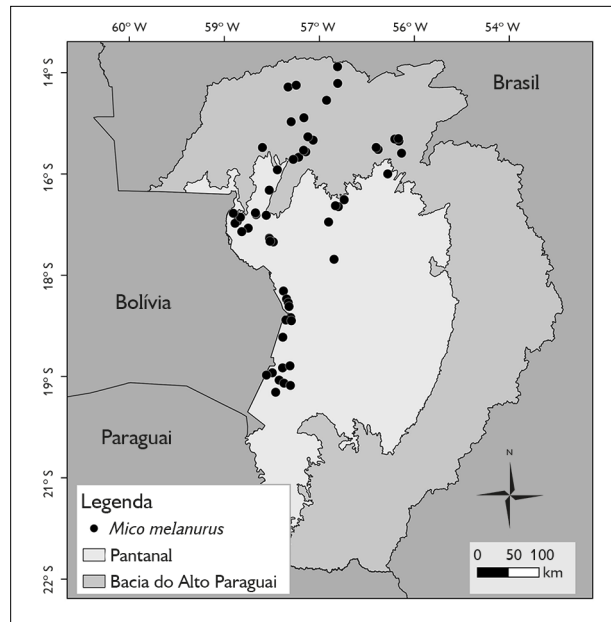 60° W 59° W 57° W 56° W 54° W
14° S
Brasil
16° S
18° S
Bolívia
19° S
Paraguai
21° S
22° S
N
Legenda
Mico melanurus
Pantanal
Bacia do Alto Paraguai
0 50 100
km